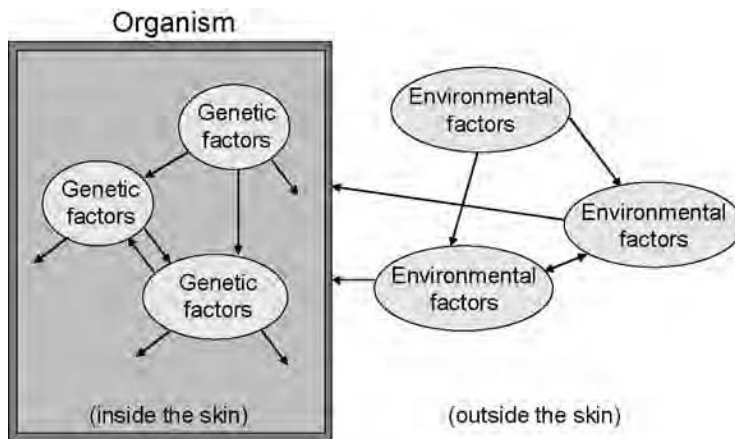 Organism
Genetic
factors
Environmental
factors
Genetic
factors
Environmental
factors
Genetic
factors
Environmental
factors
(inside the skin)
(outside the skin)